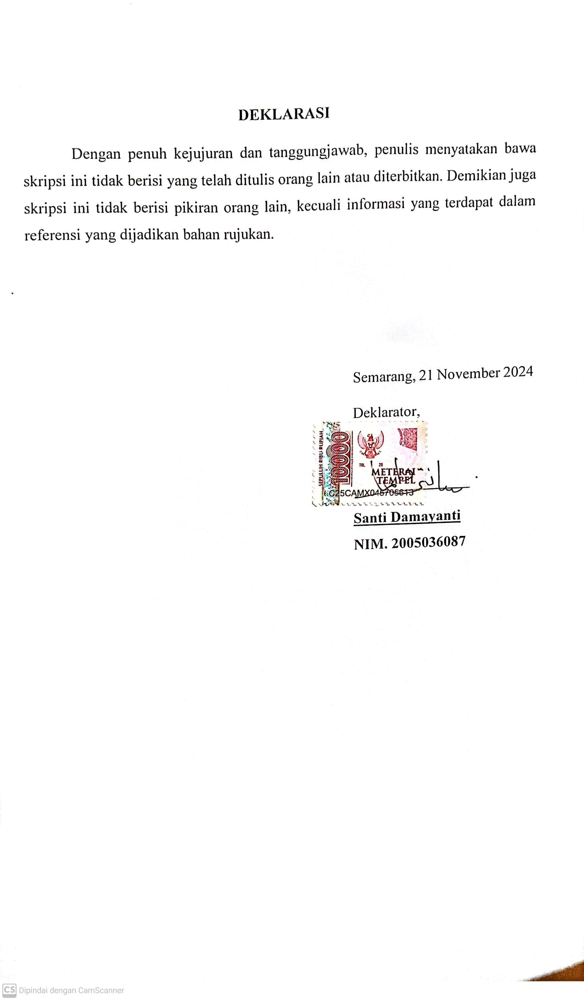 DEKLARASI
Dengan penuh kejujuran dan tanggungjawab, penulis menyatakan bawa
skripsi ini tidak berisi yang telah ditulis orang lain atau diterbitkan. Demikian juga
skripsi ini tidak berisi pikiran orang lain, kecuali informasi yang terdapat dalam
referensi yang dijadikan bahan rujukan.
Semarang, 21 November 2024
Deklarator,
SEPULUH RIBU RUPIAH
10000
TGL 20
METERAI
TEMPEL
Santi Damayanti
NIM. 2005036087
CS Dipindai dengan CamScanner